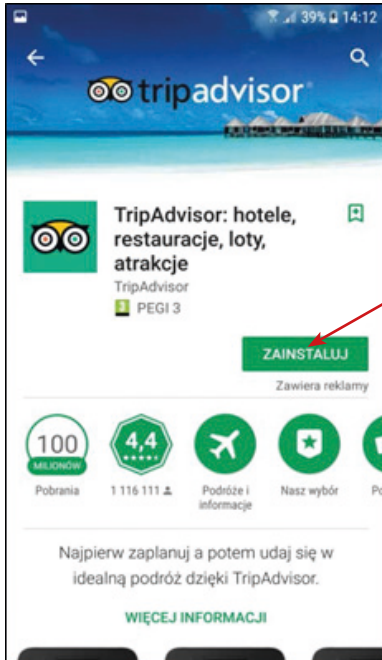 39% 14:12
tripadvisor
TripAdvisor: hotele,
restauracje, loty,
atrakcje
TripAdvisor
3 PEGI 3
ZAINSTALUJ
Zawiera reklamy
100
MILIONÓW
4,4
Pobrania
1 116 111
Podróże i
informacje
Nasz wybór
Po
Najpierw zaplanuj a potem udaj się w
idealną podróż dzięki TripAdvisor.
WIĘCEJ INFORMACJI